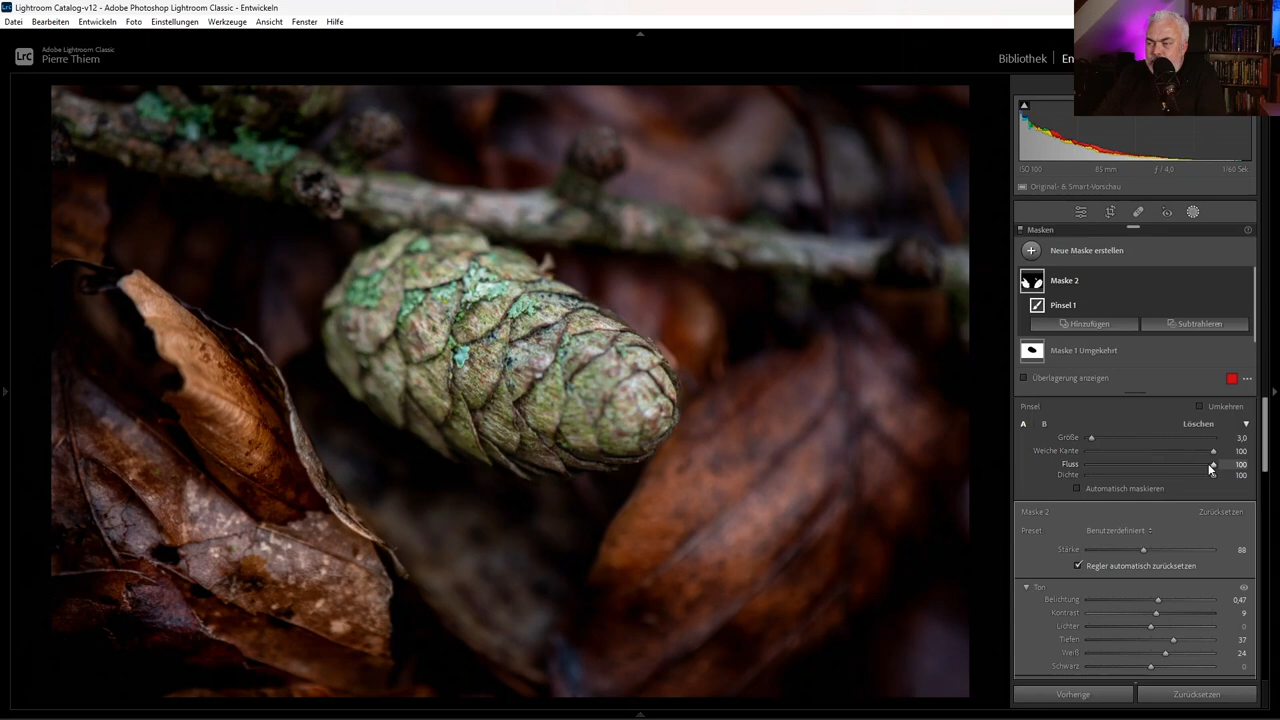 Lightroom Catalog-v12 - Adobe Photoshop Lightroom Classic - Entwickeln
Datei Bearbeiten Entwickeln Foto Einstellungen Werkzeuge Ansicht Fenster Hilfe
Lrc
Adobe Lightroom Classic
Pierre Thiem
Bibliothek | En
ISO 100 85 mm ƒ / 4,0 1/60 Sek.
Original- & Smart-Vorschau
Masken
Neue Maske erstellen
Maske 2
Pinsel 1
Hinzufügen Subtrahieren
Maske 1 Umgekehrt
Überlagerung anzeigen
Pinsel Umkehren
A B Löschen
Größe 3,0
Weiche Kante 100
Fluss 100
Dichte 100
Automatisch maskieren
Maske 2 Zurücksetzen
Preset Benutzerdefiniert
Stärke 88
Regler automatisch zurücksetzen
Ton
Belichtung 0,47
Kontrast 9
Lichter 0
Tiefen 37
Weiß 24
Schwarz 0
Vorherige Zurücksetzen